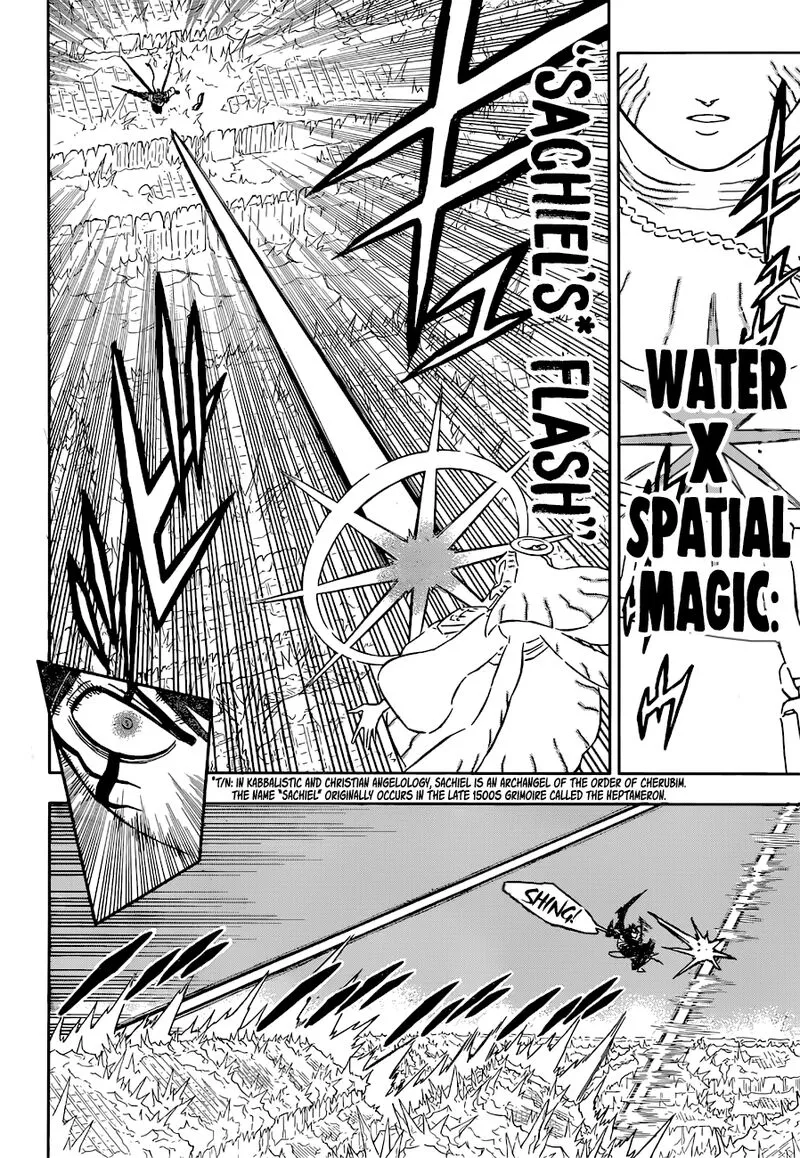 WATER
X
SPATIAL
MAGIC:
"SACHIEL'S* FLASH"
*T/N: IN KABBALISTIC AND CHRISTIAN ANGELOLOGY, SACHIEL IS AN ARCHANGEL OF THE ORDER OF CHERUBIM.
THE NAME "SACHIEL" ORIGINALLY OCCURS IN THE LATE 1500S GRIMOIRE CALLED THE HEPTAMERON.
SHING!